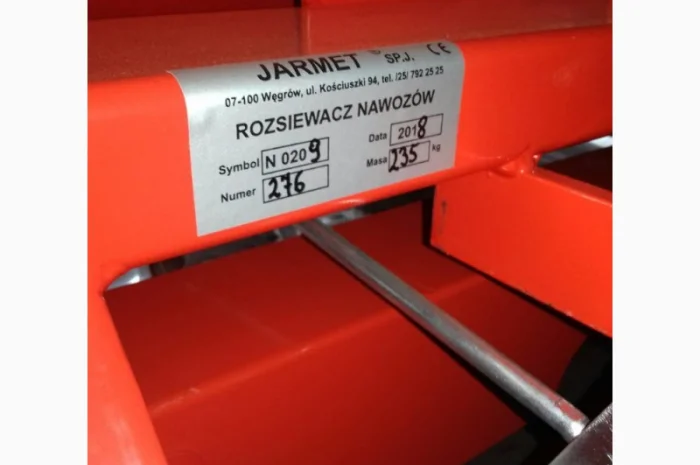 JARMET SP.J. CE
07-100 Węgrów, ul. Kościuszki 94, tel. /25/ 792 25 25
ROZSIEWACZ NAWOZÓW
Symbol N 0209 Data 2018
Numer 276 Masa 235 kg